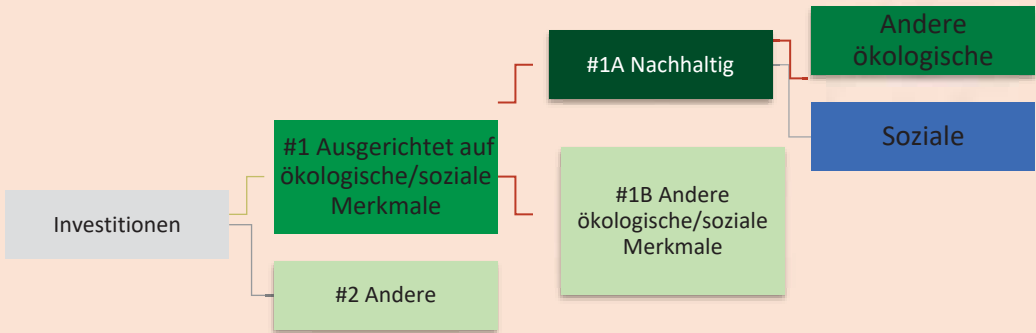 Investitionen
#1 Ausgerichtet auf
ökologische/soziale
Merkmale
#2 Andere
#1A Nachhaltig
#1B Andere
ökologische/soziale
Merkmale
Andere
ökologische
Soziale